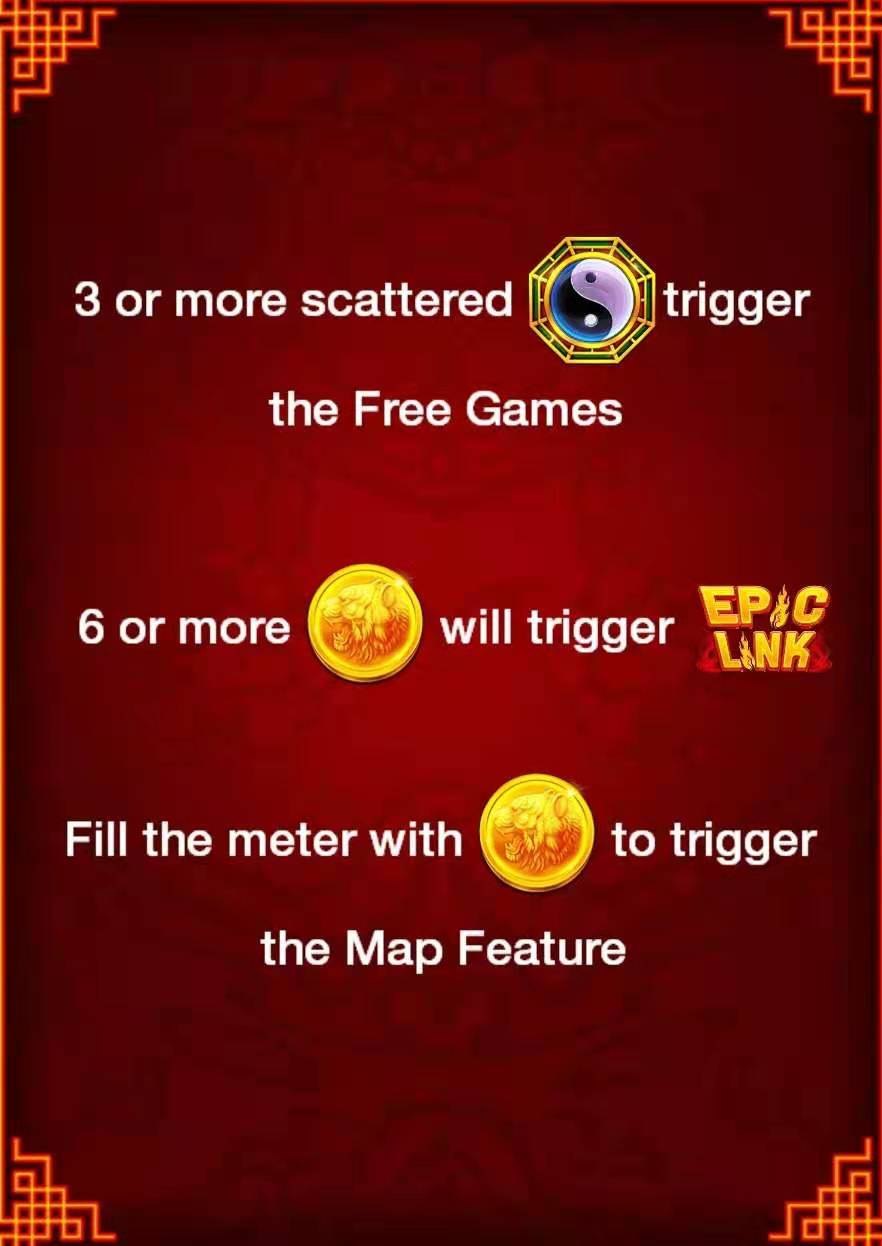 3 or more scattered trigger
the Free Games
6 or more will trigger EPIC LINK
Fill the meter with to trigger
the Map Feature